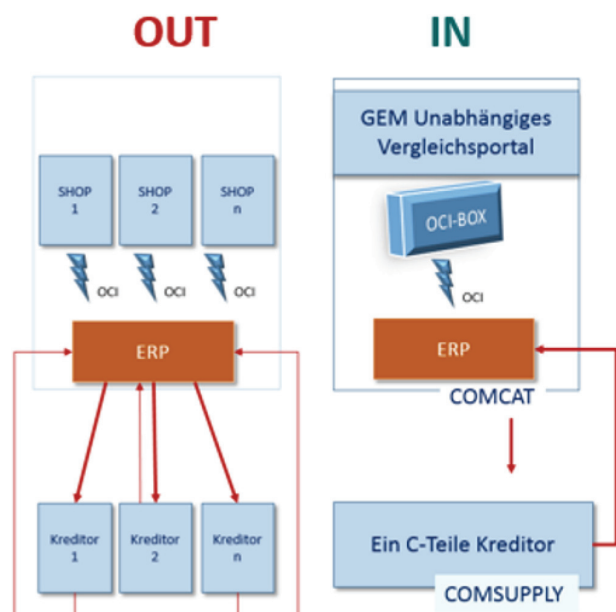 OUT
SHOP
1
SHOP
2
SHOP
n
OCI
OCI
OCI
ERP
Kreditor
1
Kreditor
2
Kreditor
n
IN
GEM Unabhängiges
Vergleichsportal
OCI-BOX
OCI
ERP
COMCAT
Ein C-Teile Kreditor
COMSUPPLY